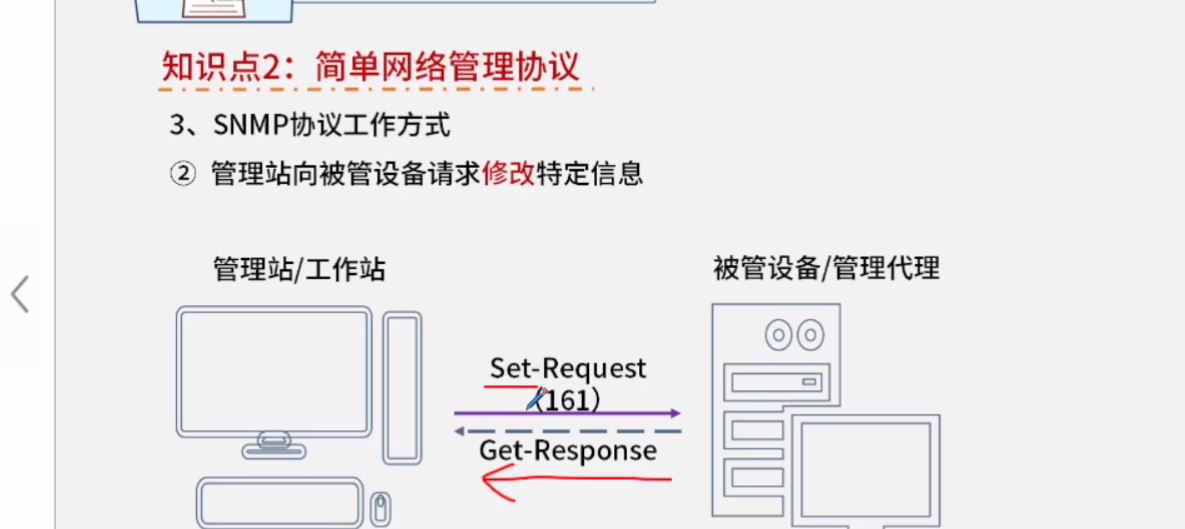 知识点2：简单网络管理协议
3、SNMP协议工作方式
② 管理站向被管设备请求修改特定信息
管理站/工作站
被管设备/管理代理
Set-Request
(161)
Get-Response